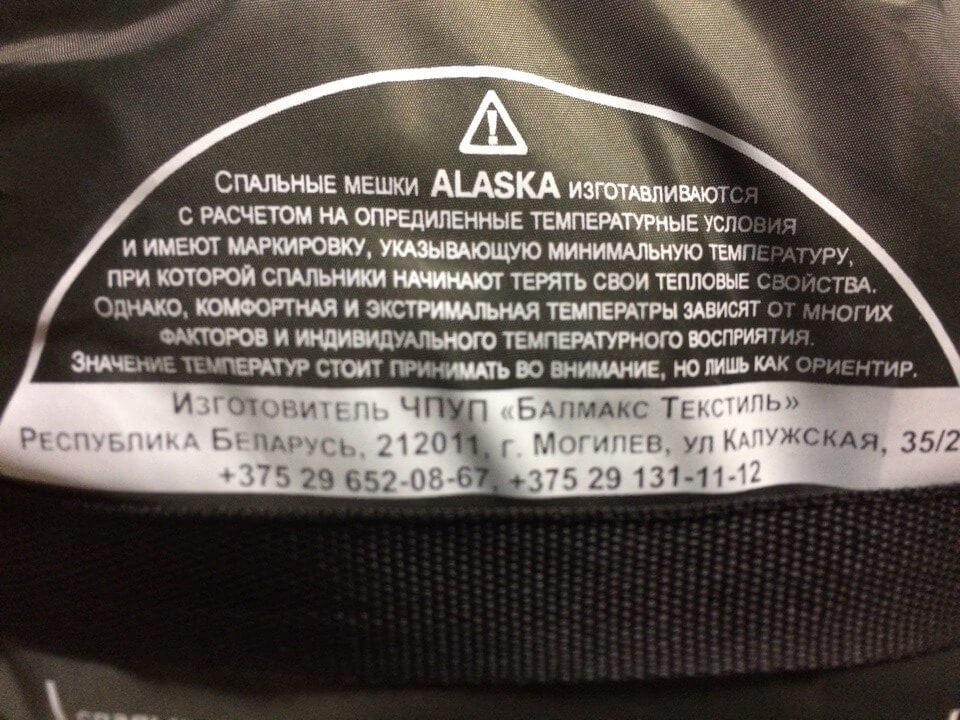 Спальные мешки ALASKA изготавливаются
с расчетом на опредиленные температурные условия
и имеют маркировку, указывающую минимальную температуру,
при которой спальники начинают терять свои тепловые свойства.
Однако, комфортная и экстримальная температры зависят от многих
факторов и индивидуального температурного восприятия.
Значение температур стоит принимать во внимание, но лишь как ориентир.
Изготовитель ЧПУП «Балмакс Текстиль»
Республика Беларусь, 212011, г. Могилев, ул Калужская, 35/2
+375 29 652-08-67, +375 29 131-11-12